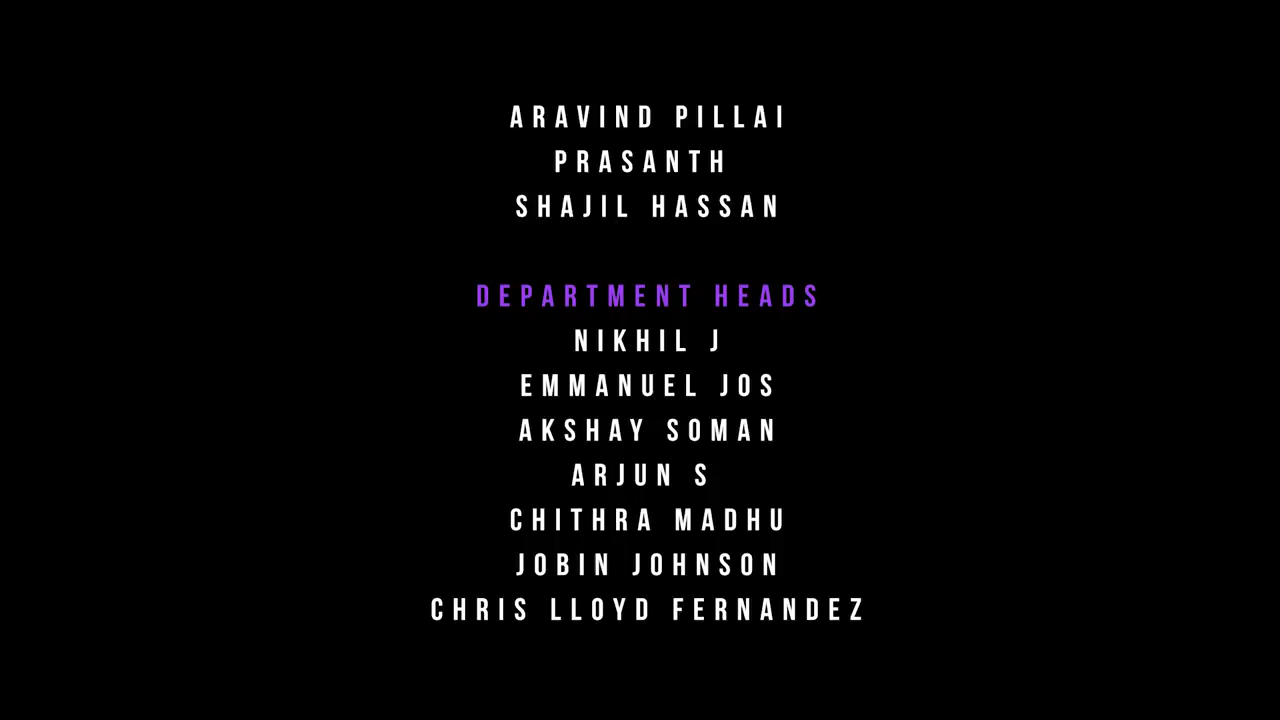 ARAVIND PILLAI
PRASANTH
SHAJIL HASSAN
DEPARTMENT HEADS
NIKHIL J
EMMANUEL JOS
AKSHAY SOMAN
ARJUN S
CHITHRA MADHU
JOBIN JOHNSON
CHRIS LLOYD FERNANDEZ